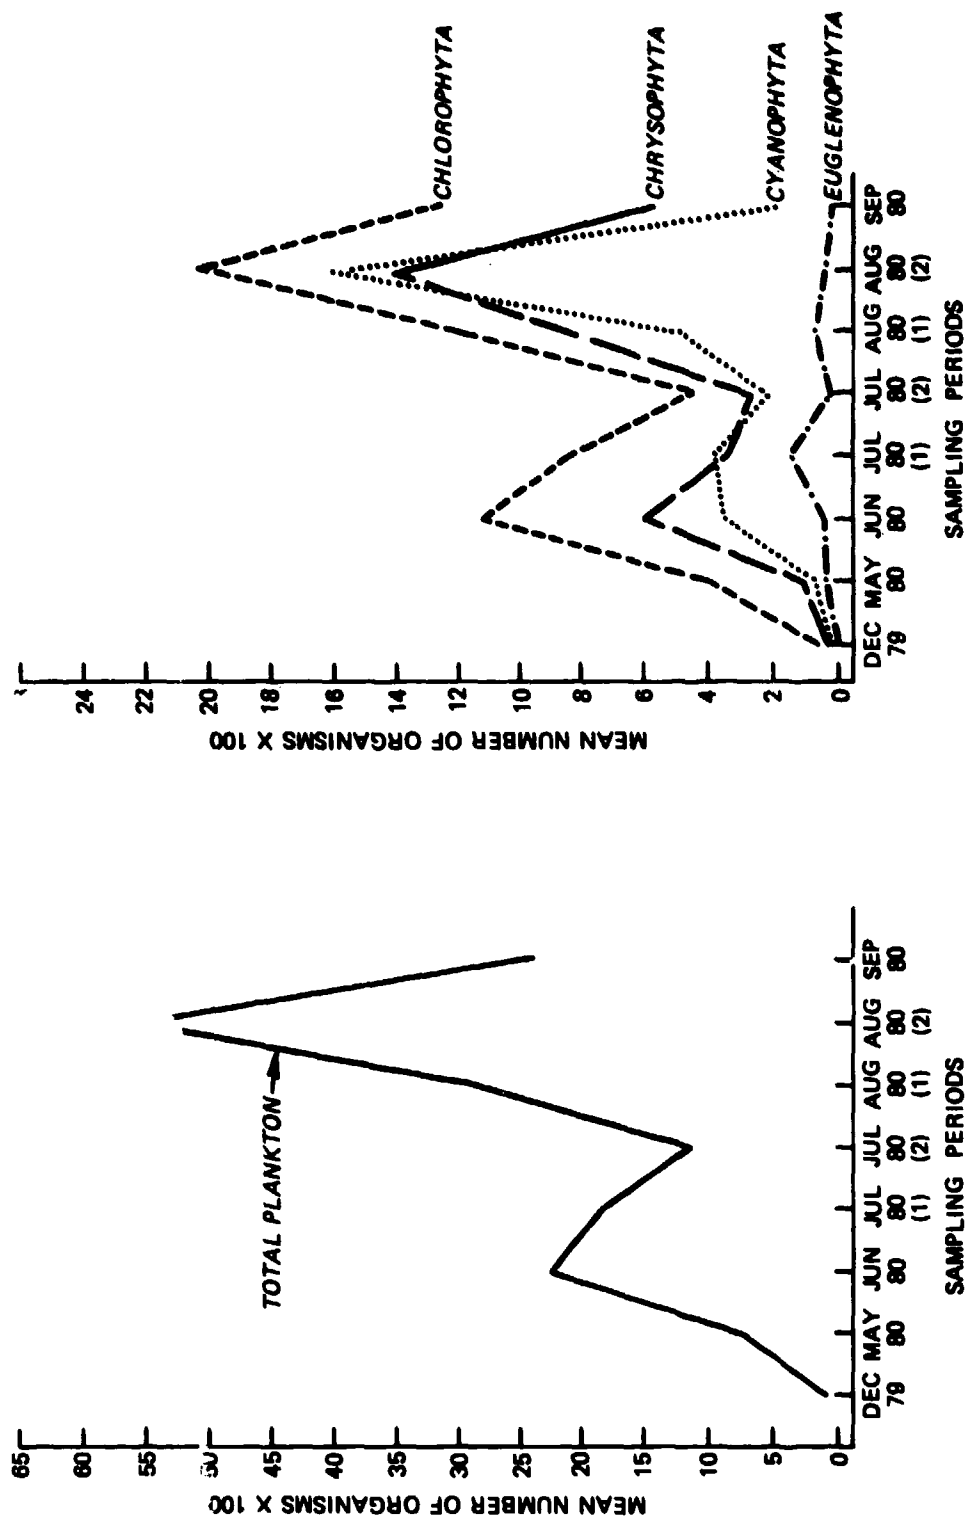 MEAN NUMBER OF ORGANISMS X 100
65
60
55
50
45
40
35
30
25
20
15
10
5
0
TOTAL PLANKTON
DEC MAY JUN JUL JUL AUG AUG SEP
79 80 80 80 80 80 80 80
(1) (2) (1) (2)
SAMPLING PERIODS
MEAN NUMBER OF ORGANISMS X 100
24
22
20
18
16
14
12
10
8
6
4
2
0
CHLOROPHYTA
CHRYSOPHYTA
CYANOPHYTA
EUGLENOPHYTA
DEC MAY JUN JUL JUL AUG AUG SEP
79 80 80 80 80 80 80 80
(1) (2) (1) (2)
SAMPLING PERIODS